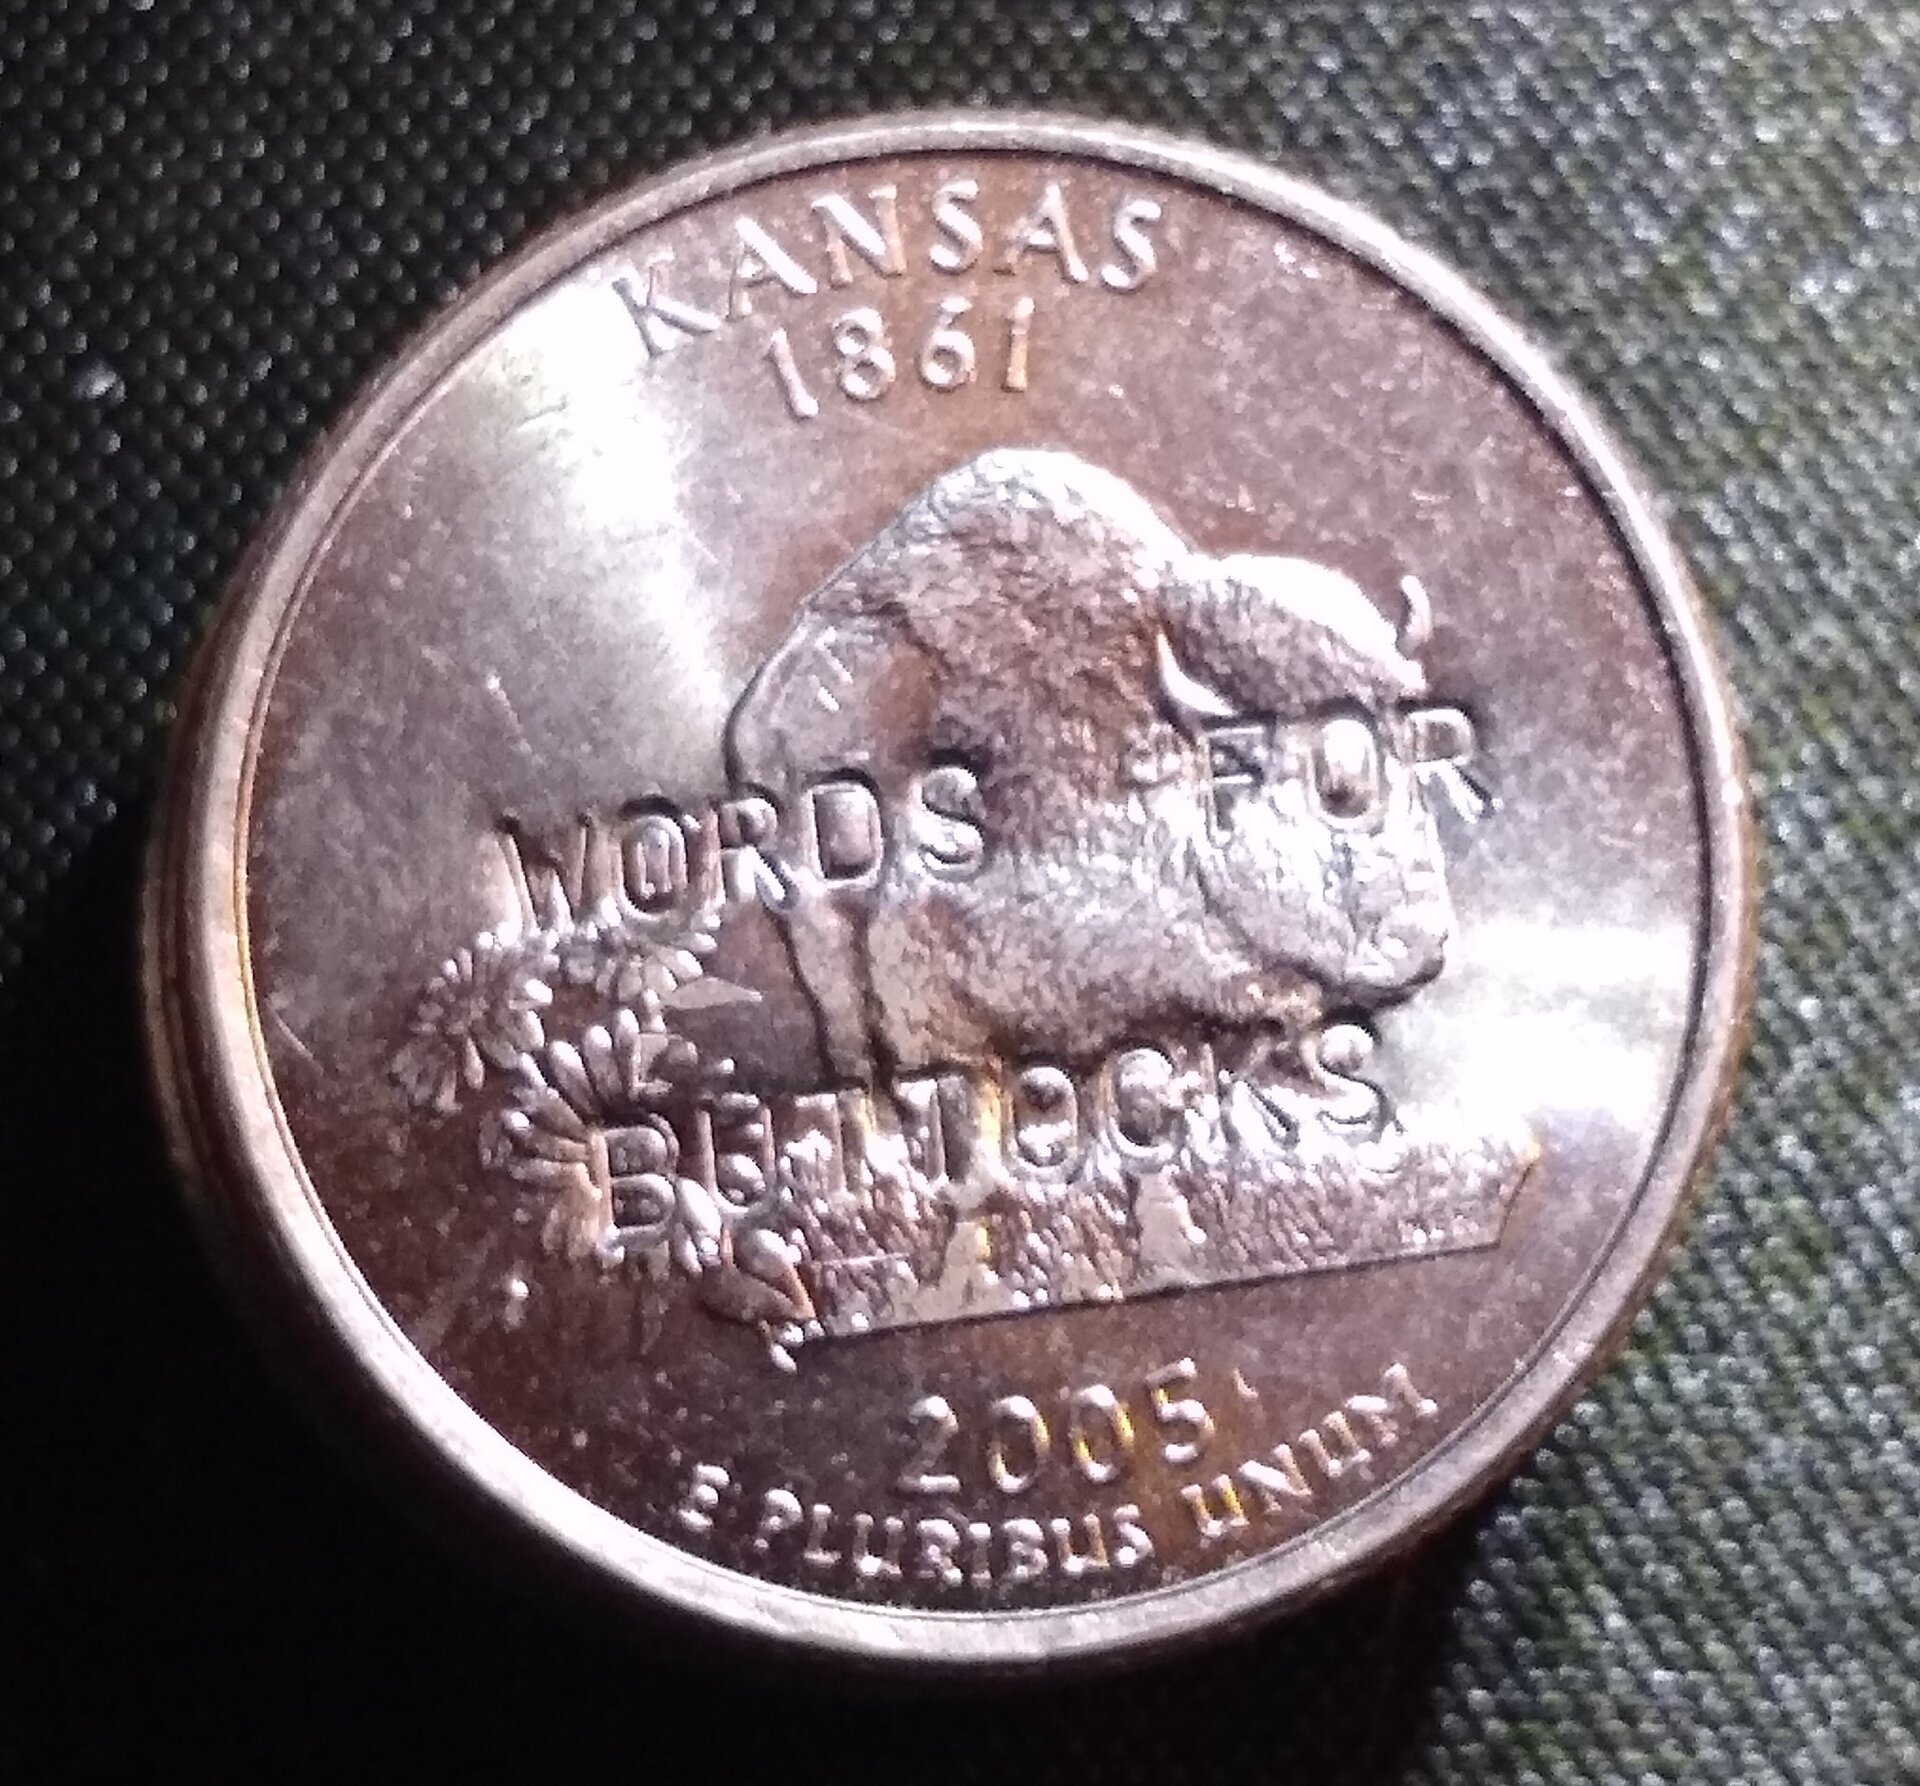 KANSAS
1861
WORDS FOR
BUTTOCKS
2005
E PLURIBUS UNUM